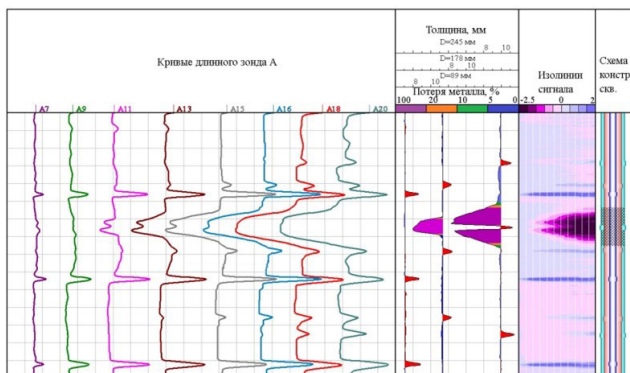 Кривые длинного зонда А
Толщина, мм
D=245 мм
8 10
D=178 мм
8 10
D=89 мм
8 10
Потеря металла, %
100 25 5 0
Изолинии
сигнала
-2.5 0 2
Схема
констр
скв.
A7 A9 A11 A13 A15 A16 A18 A20